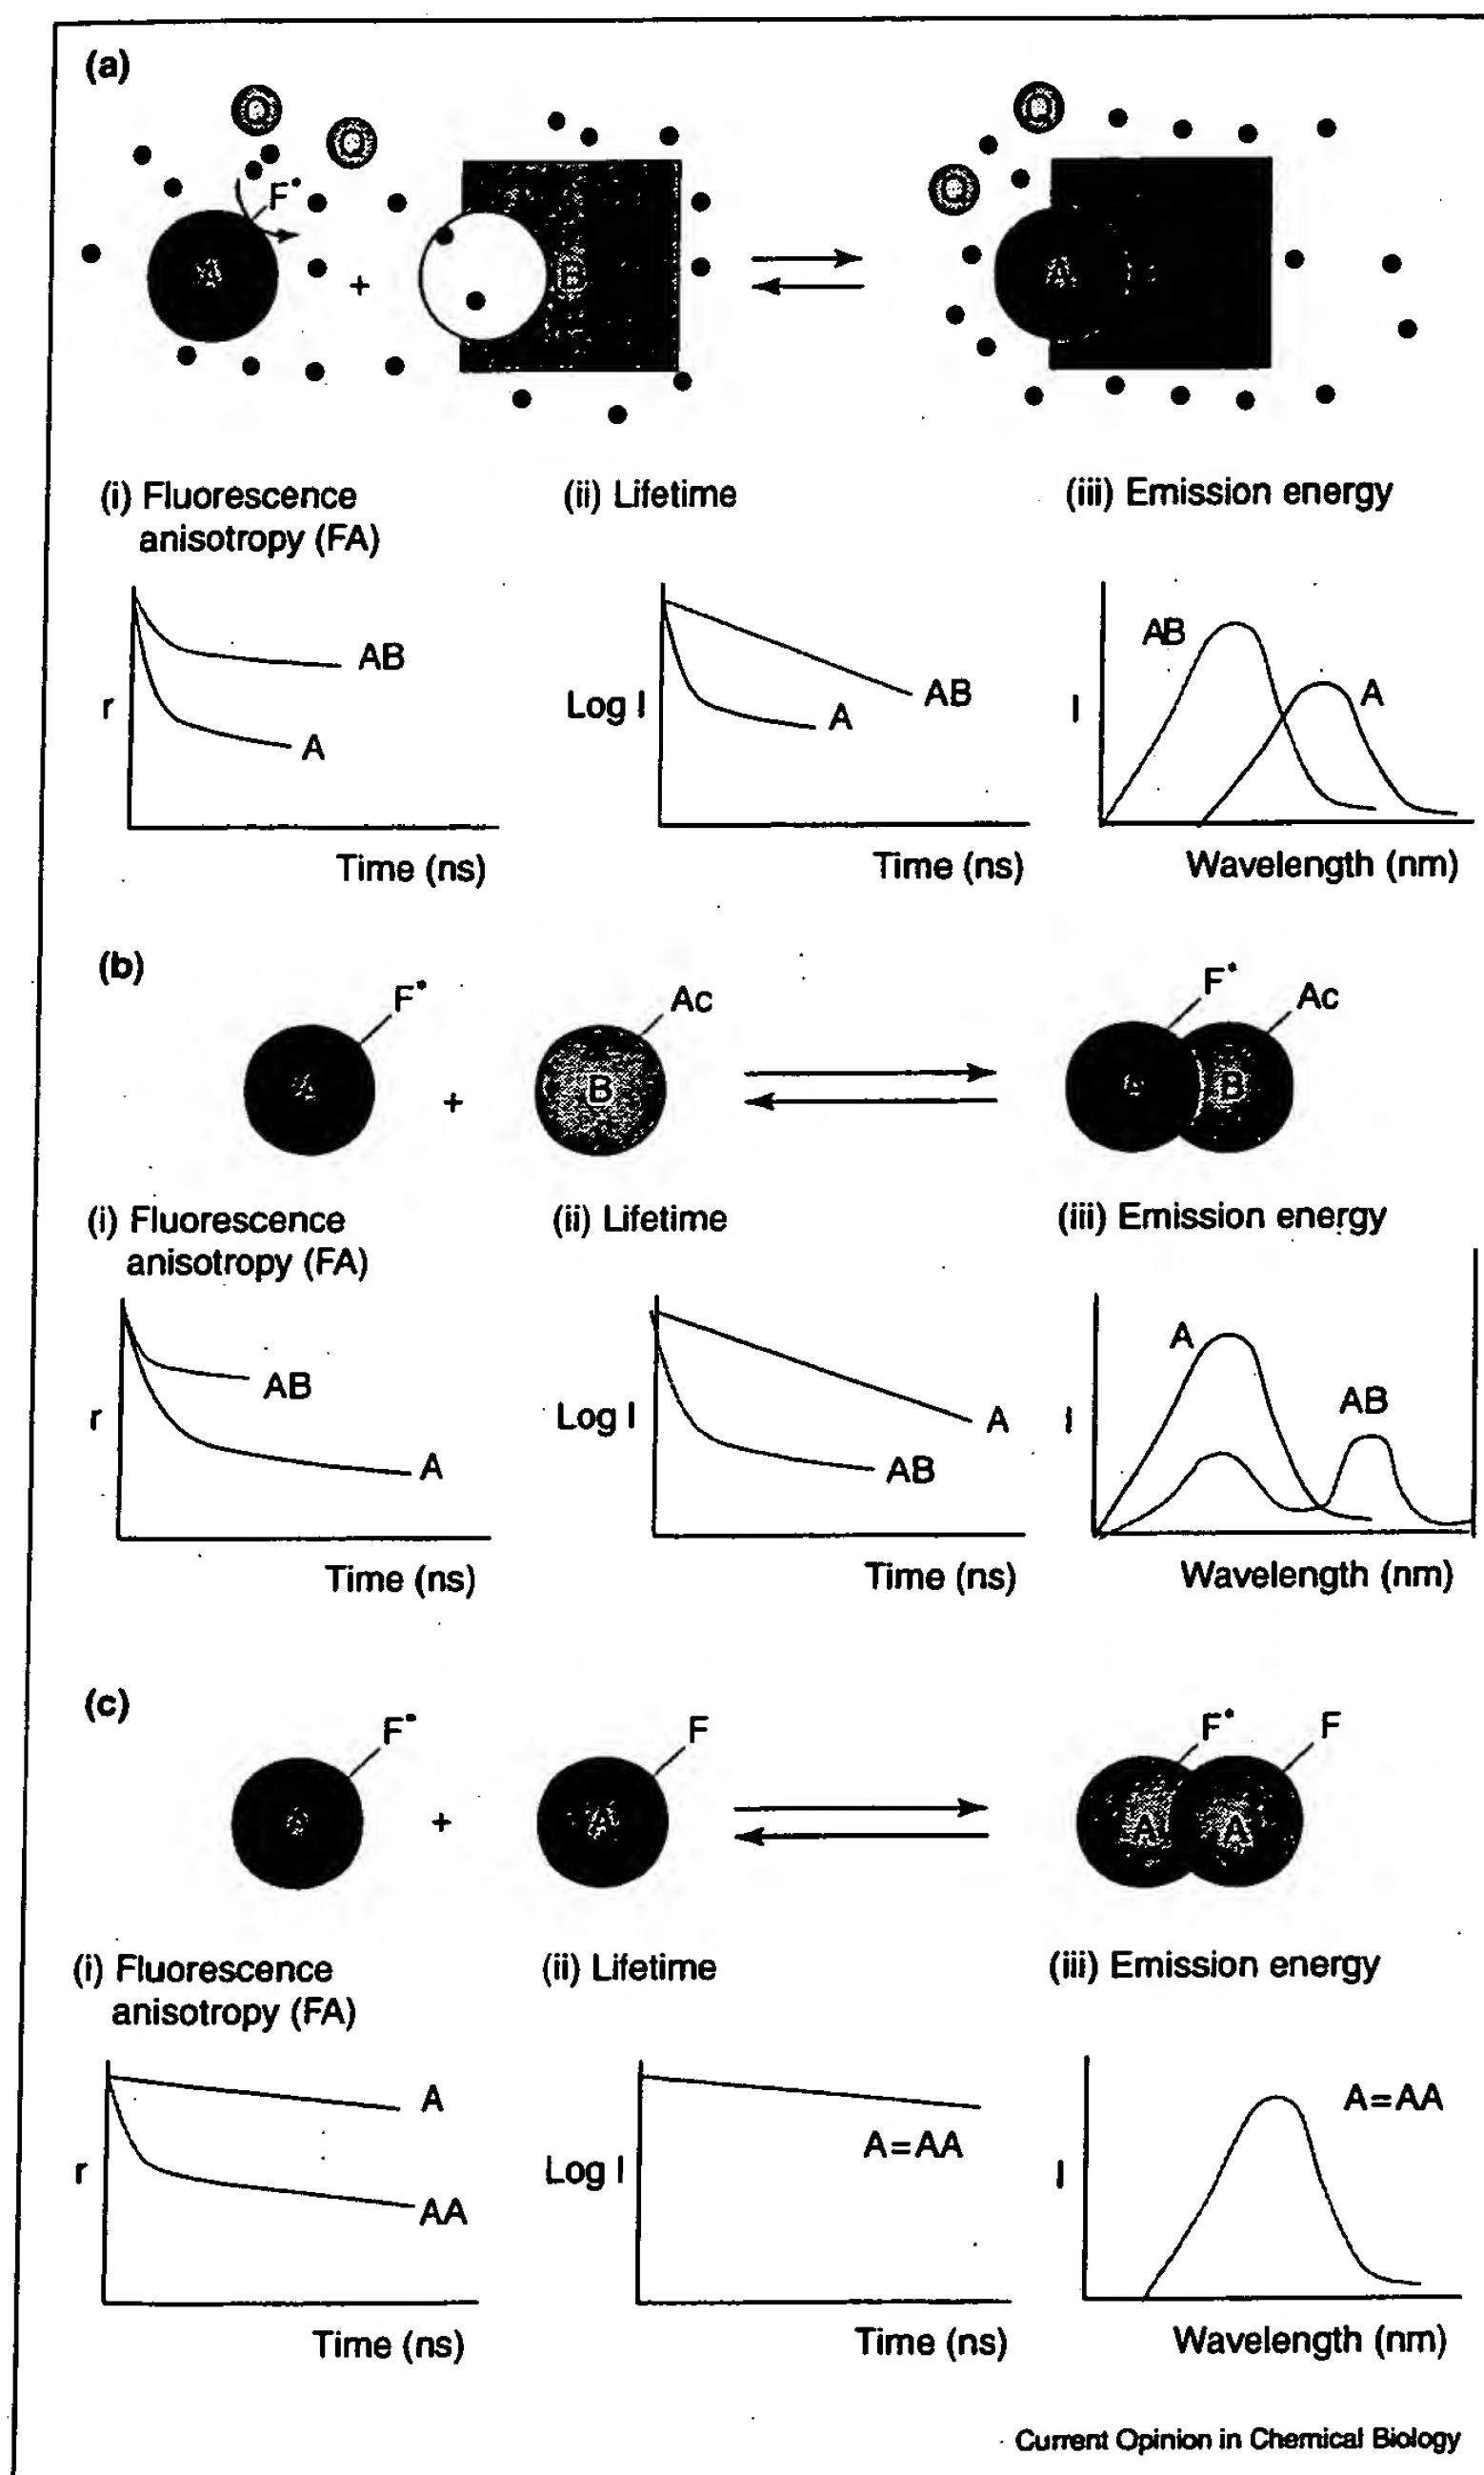 (a)
Q
Q
Q
Q
F*
A
+
B
A
(i) Fluorescence
anisotropy (FA)
(ii) Lifetime
(iii) Emission energy
r
AB
A
Time (ns)
Log I
AB
A
Time (ns)
I
AB
A
Wavelength (nm)
(b)
F*
A
+
Ac
B
F*
Ac
B
(i) Fluorescence
anisotropy (FA)
(ii) Lifetime
(iii) Emission energy
r
AB
A
Time (ns)
Log I
A
AB
Time (ns)
I
A
AB
Wavelength (nm)
(c)
F*
A
+
F
A
F*
F
A
A
(i) Fluorescence
anisotropy (FA)
(ii) Lifetime
(iii) Emission energy
r
A
AA
Time (ns)
Log I
A=AA
Time (ns)
I
A=AA
Wavelength (nm)
Current Opinion in Chemical Biology